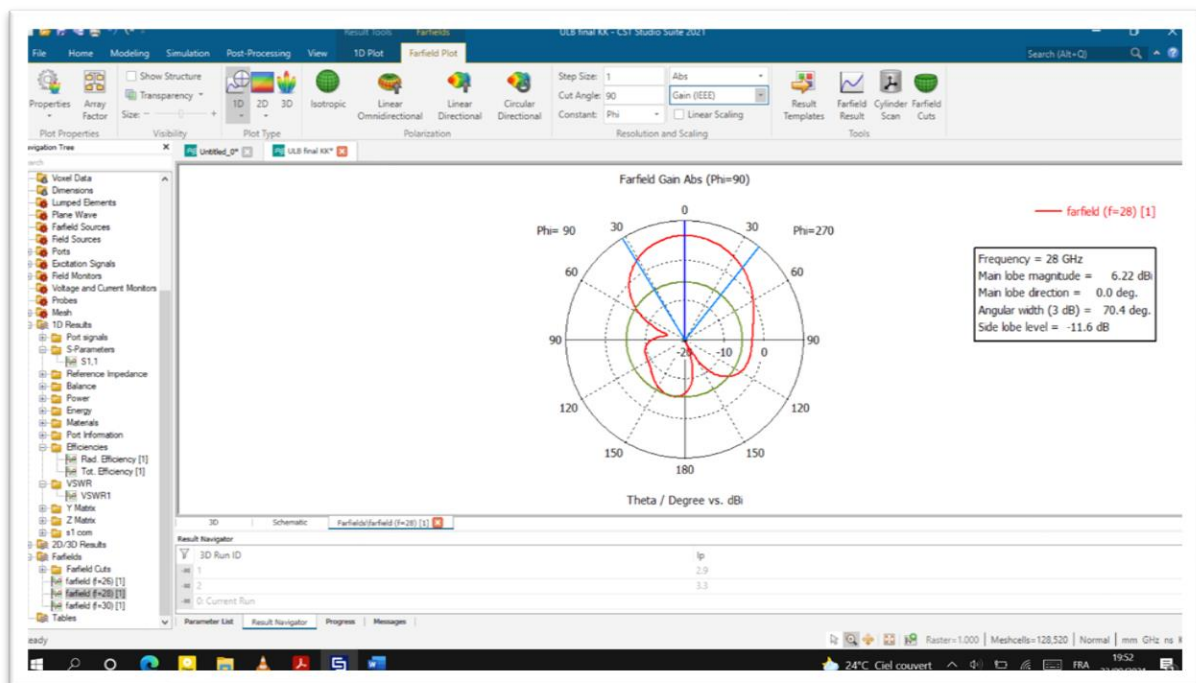 Result Tools Farfields ULB final KK - CST Studio Suite 2021
File Home Modeling Simulation Post-Processing View 1D Plot Farfield Plot Search (Alt+Q)
Show Structure
Transparency
Size:
Properties
Array Factor
1D 2D 3D
Isotropic
Linear Omnidirectional
Linear Directional
Circular Directional
Step Size: 1 Abs
Cut Angle: 90 Gain (IEEE)
Constant: Phi Linear Scaling
Result Templates
Farfield Result
Cylinder Scan
Farfield Cuts
Plot Properties Visibility Plot Type Polarization Resolution and Scaling Tools
Untitled_0* ULB final KK*
Voxel Data
Dimensions
Lumped Elements
Plane Wave
Farfield Sources
Field Sources
Ports
Excitation Signals
Field Monitors
Voltage and Current Monitors
Probes
Mesh
1D Results
Port signals
S-Parameters
S1,1
Reference Impedance
Balance
Power
Energy
Materials
Port Information
Efficiencies
Rad. Efficiency [1]
Tot. Efficiency [1]
VSWR
VSWR1
Y Matrix
Z Matrix
s1 com
2D/3D Results
Farfields
Farfield Cuts
farfield (f=26) [1]
farfield (f=28) [1]
farfield (f=30) [1]
Tables
Farfield Gain Abs (Phi=90)
farfield (f=28) [1]
0
Phi= 90 30 30 Phi=270
60 60
90 -20 -10 0 90
120 120
150 150
180
Theta / Degree vs. dBi
Frequency = 28 GHz
Main lobe magnitude = 6.22 dBi
Main lobe direction = 0.0 deg.
Angular width (3 dB) = 70.4 deg.
Side lobe level = -11.6 dB
3D Schematic Farfields\farfield (f=28) [1]
Result Navigator
3D Run ID lp
1 2.9
2 3.3
0: Current Run
Parameter List Result Navigator Progress Messages
Raster=1.000 Meshcells=128,520 Normal mm GHz ns
24°C Ciel couvert FRA 19:52